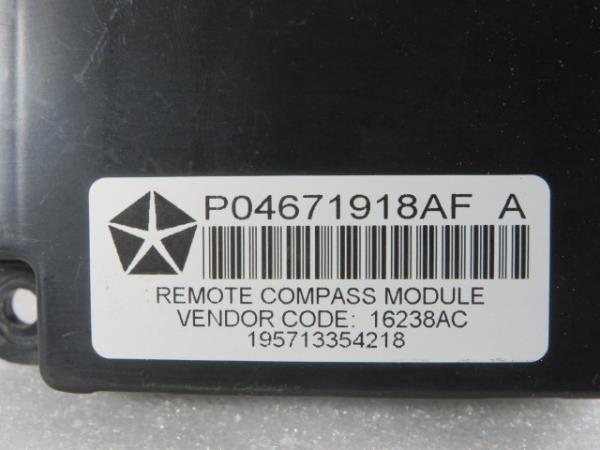 P04671918AF A
REMOTE COMPASS MODULE
VENDOR CODE: 16238AC
195713354218